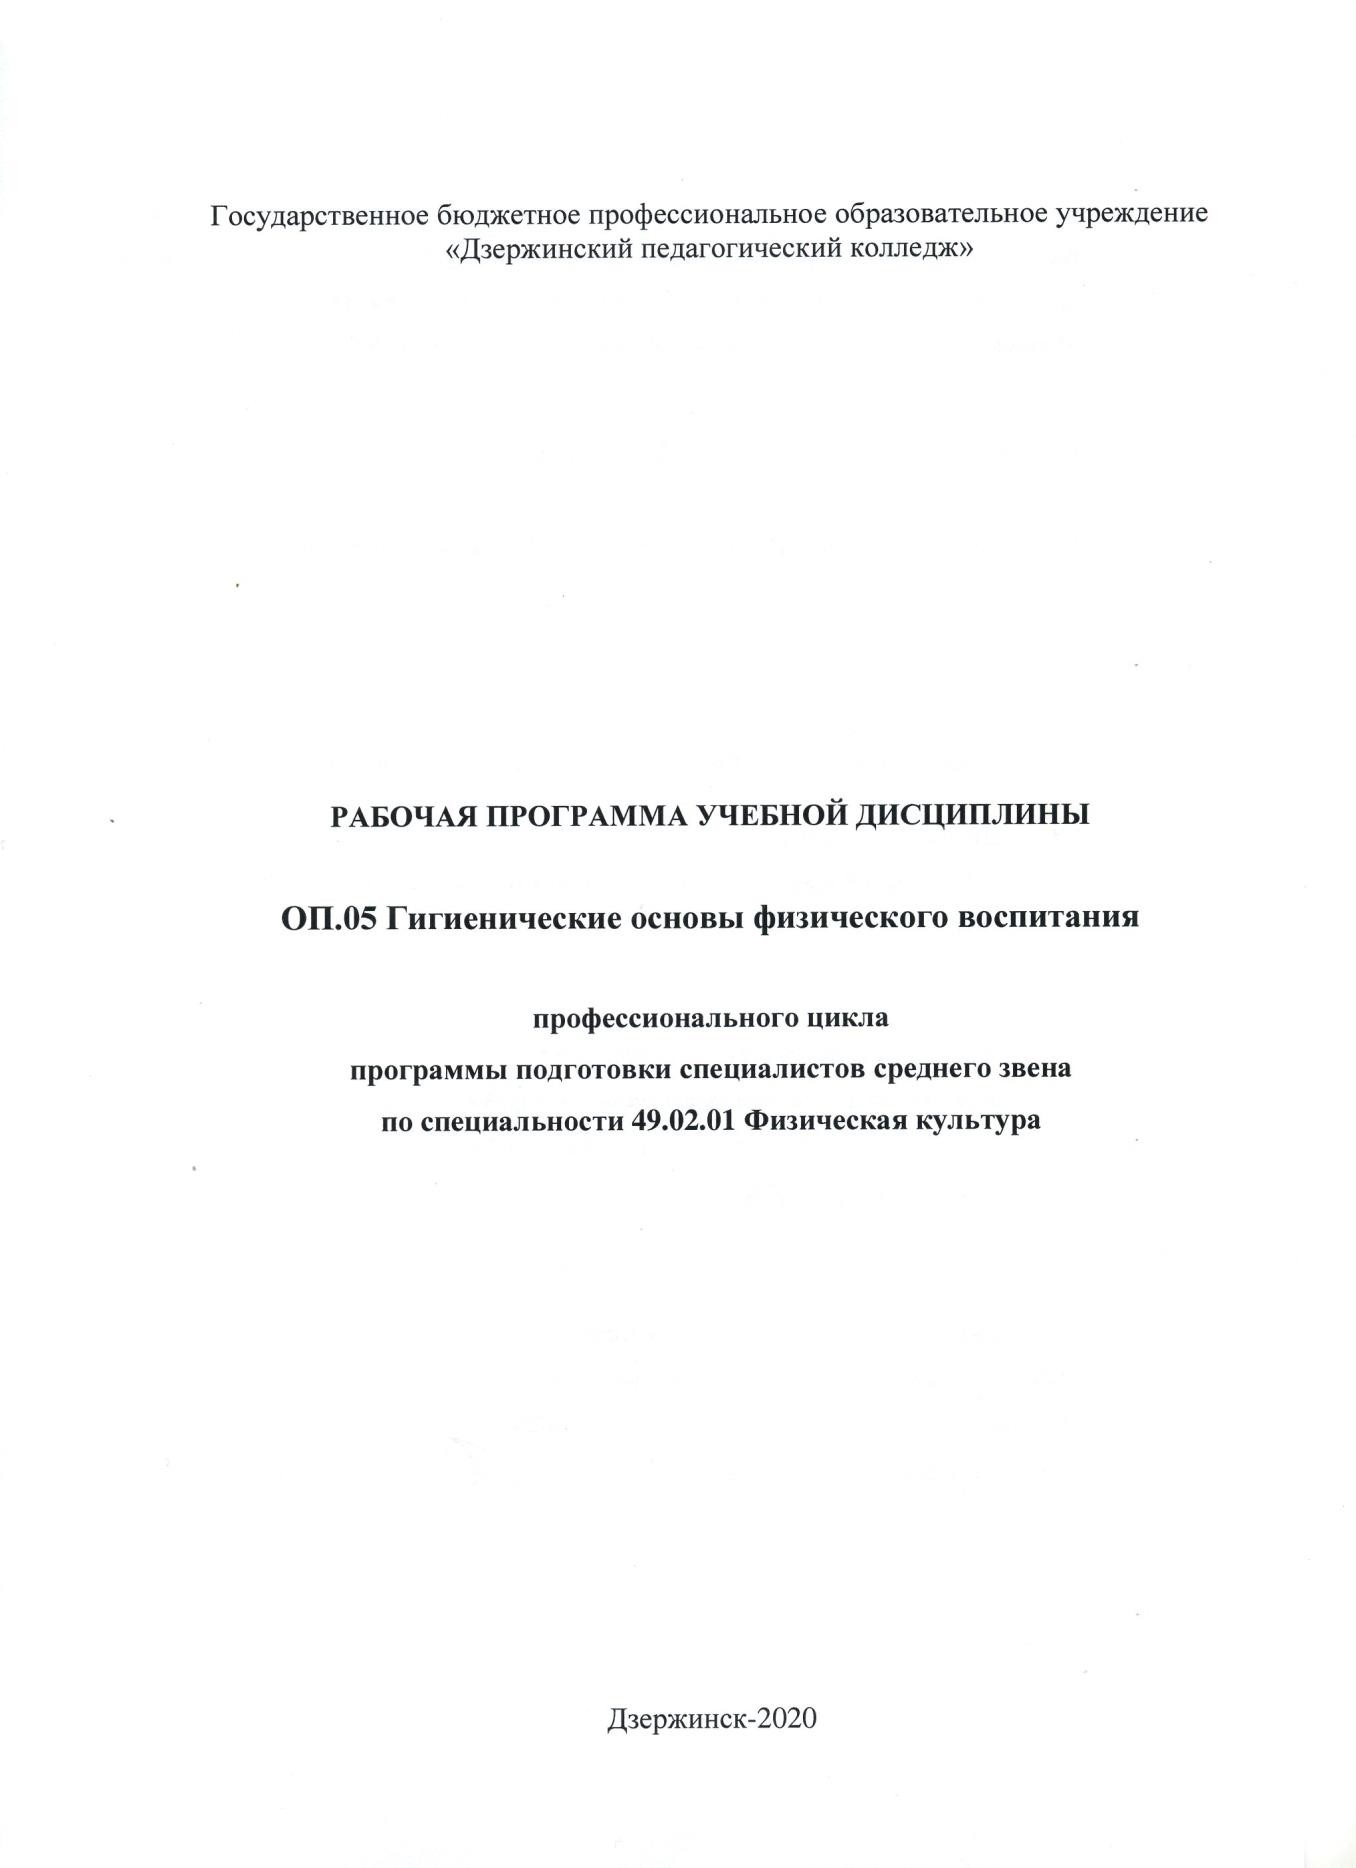 Государственное бюджетное профессиональное образовательное учреждение
«Дзержинский педагогический колледж»
РАБОЧАЯ ПРОГРАММА УЧЕБНОЙ ДИСЦИПЛИНЫ
ОП.05 Гигиенические основы физического воспитания
профессионального цикла
программы подготовки специалистов среднего звена
по специальности 49.02.01 Физическая культура
Дзержинск-2020